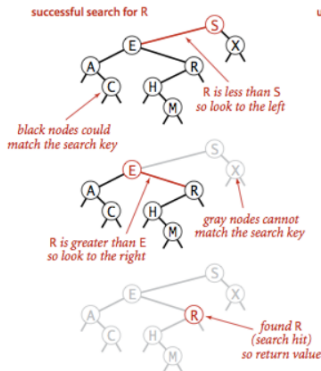 successful search for R
u
S
E
X
A
R
C
H
M
R is less than S
so look to the left
black nodes could
match the search key
S
E
X
A
R
C
H
M
gray nodes cannot
match the search key
R is greater than E
so look to the right
S
E
X
A
R
C
H
M
found R
(search hit)
so return value